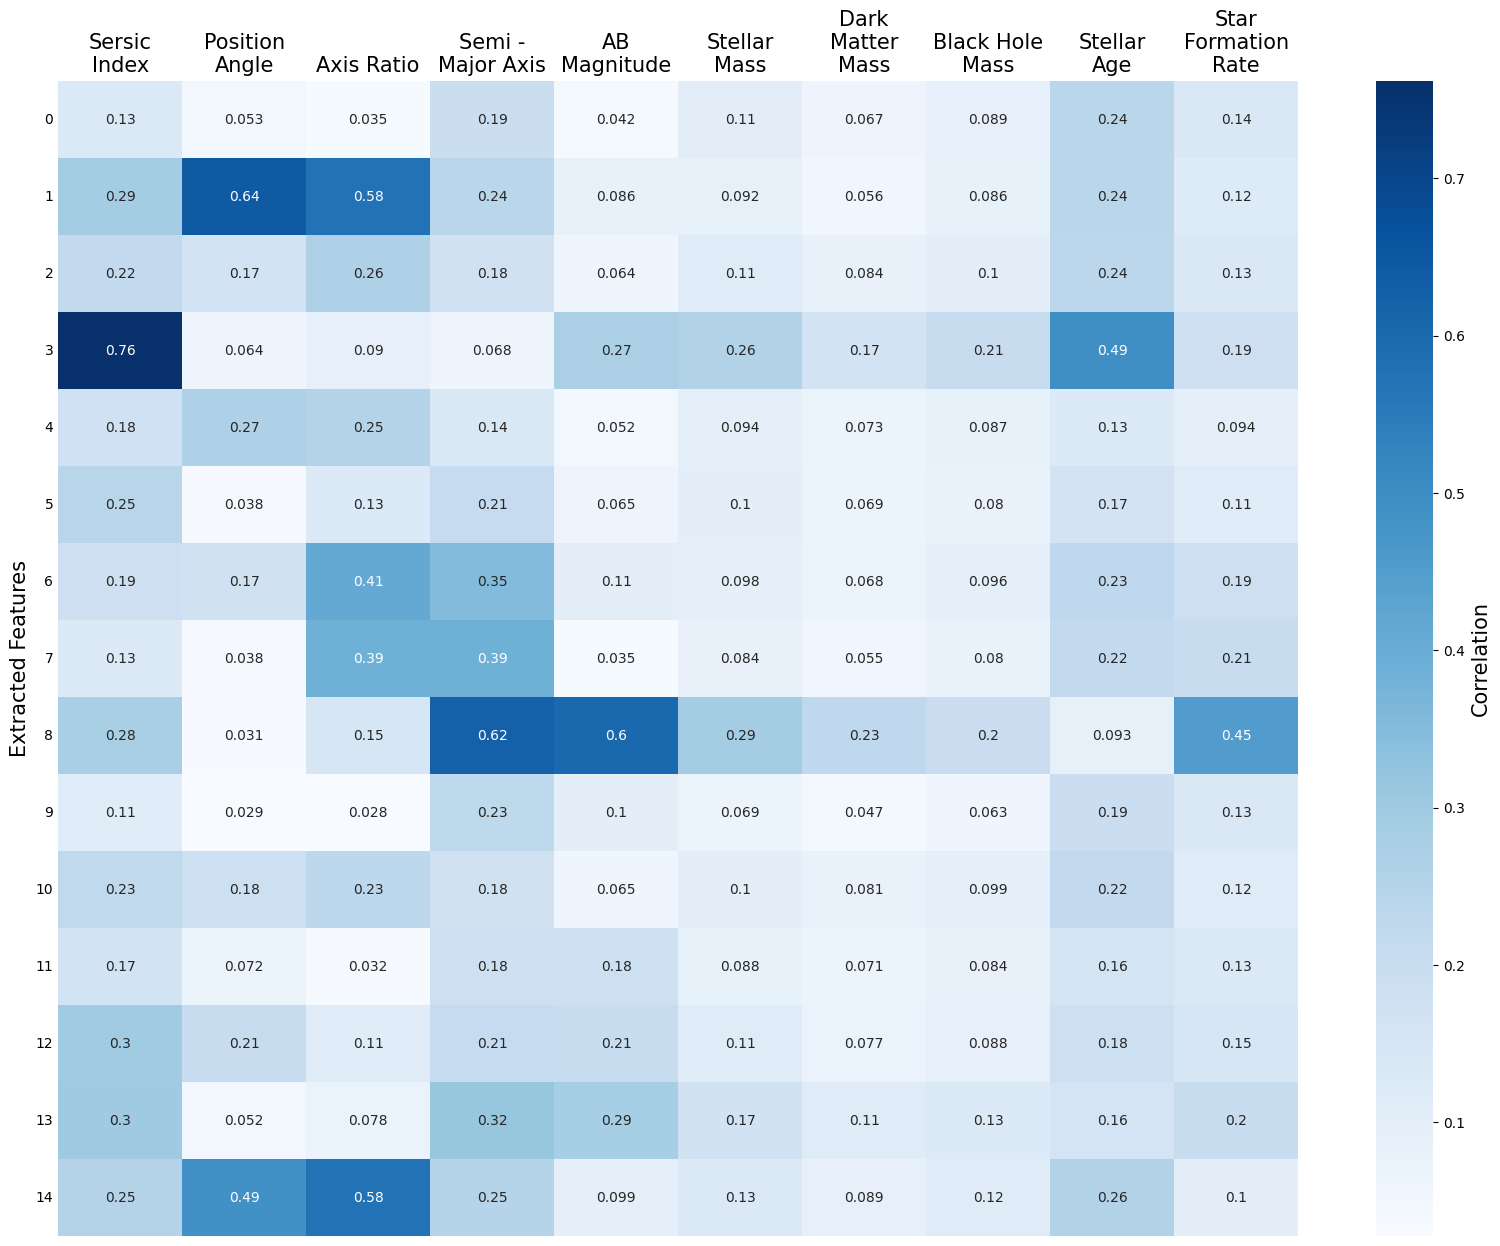 Sersic Index
Position Angle
Axis Ratio
Semi - Major Axis
AB Magnitude
Stellar Mass
Dark Matter Mass
Black Hole Mass
Stellar Age
Star Formation Rate
Extracted Features
0 0.13 0.053 0.035 0.19 0.042 0.11 0.067 0.089 0.24 0.14
1 0.29 0.64 0.58 0.24 0.086 0.092 0.056 0.086 0.24 0.12
2 0.22 0.17 0.26 0.18 0.064 0.11 0.084 0.1 0.24 0.13
3 0.76 0.064 0.09 0.068 0.27 0.26 0.17 0.21 0.49 0.19
4 0.18 0.27 0.25 0.14 0.052 0.094 0.073 0.087 0.13 0.094
5 0.25 0.038 0.13 0.21 0.065 0.1 0.069 0.08 0.17 0.11
6 0.19 0.17 0.41 0.35 0.11 0.098 0.068 0.096 0.23 0.19
7 0.13 0.038 0.39 0.39 0.035 0.084 0.055 0.08 0.22 0.21
8 0.28 0.031 0.15 0.62 0.6 0.29 0.23 0.2 0.093 0.45
9 0.11 0.029 0.028 0.23 0.1 0.069 0.047 0.063 0.19 0.13
10 0.23 0.18 0.23 0.18 0.065 0.1 0.081 0.099 0.22 0.12
11 0.17 0.072 0.032 0.18 0.18 0.088 0.071 0.084 0.16 0.13
12 0.3 0.21 0.11 0.21 0.21 0.11 0.077 0.088 0.18 0.15
13 0.3 0.052 0.078 0.32 0.29 0.17 0.11 0.13 0.16 0.2
14 0.25 0.49 0.58 0.25 0.099 0.13 0.089 0.12 0.26 0.1
0.7
0.6
0.5
0.4
0.3
0.2
0.1
Correlation